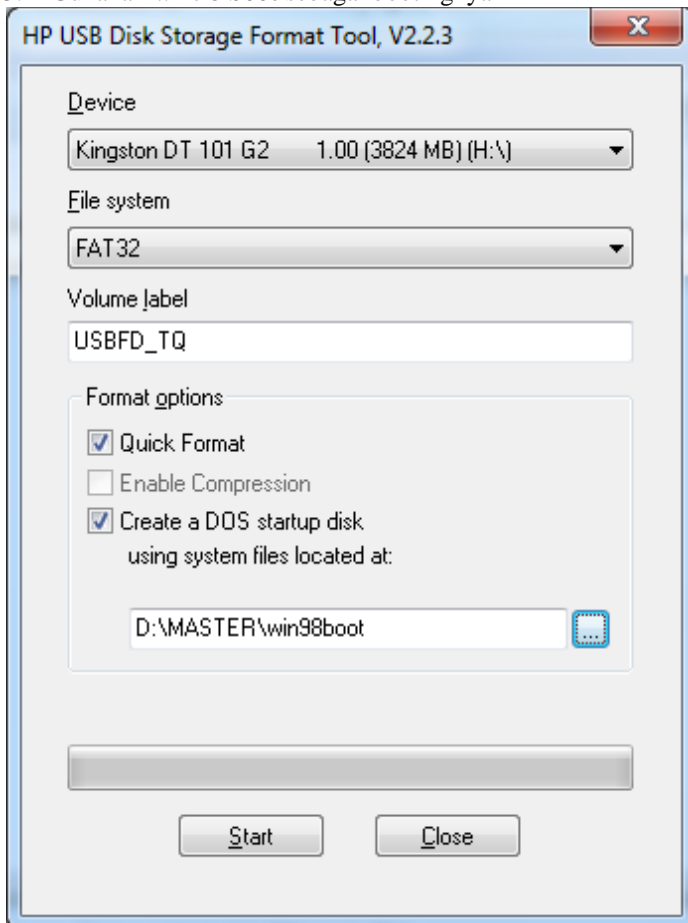 HP USB Disk Storage Format Tool, V2.2.3
Device
Kingston DT 101 G2 1.00 (3824 MB) (H:\)
File system
FAT32
Volume label
USBFD_TQ
Format options
Quick Format
Enable Compression
Create a DOS startup disk
using system files located at:
D:\MASTER\win98boot
...
Start
Close